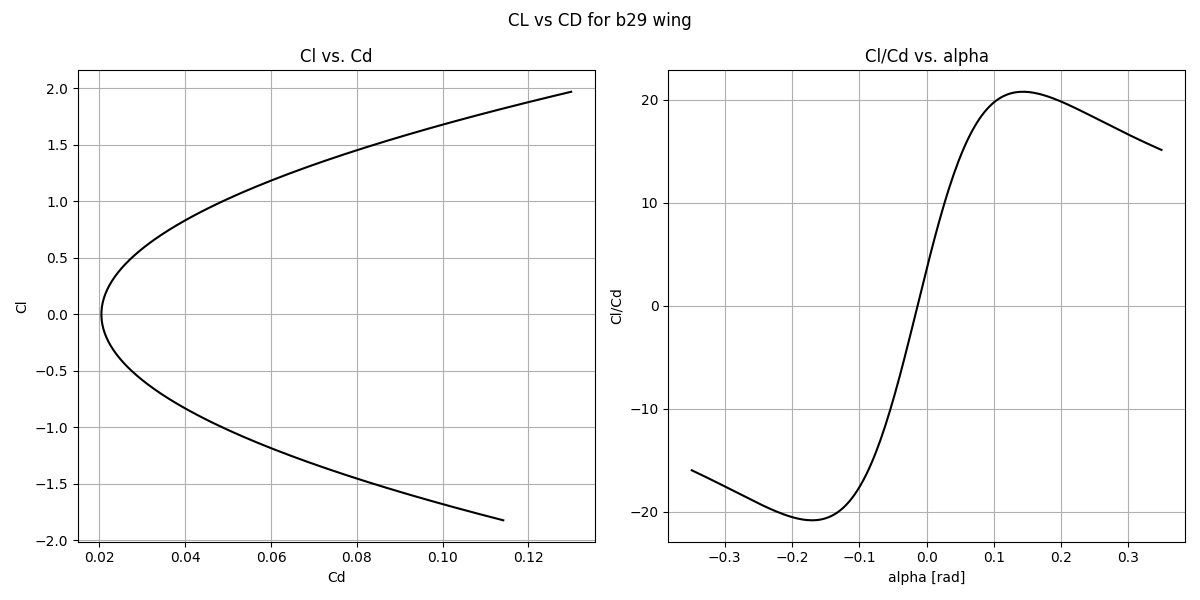 CL vs CD for b29 wing
Cl vs. Cd
2.0
1.5
1.0
0.5
0.0
−0.5
−1.0
−1.5
−2.0
Cl
0.02 0.04 0.06 0.08 0.10 0.12
Cd
Cl/Cd vs. alpha
20
10
0
−10
−20
Cl/Cd
−0.3 −0.2 −0.1 0.0 0.1 0.2 0.3
alpha [rad]